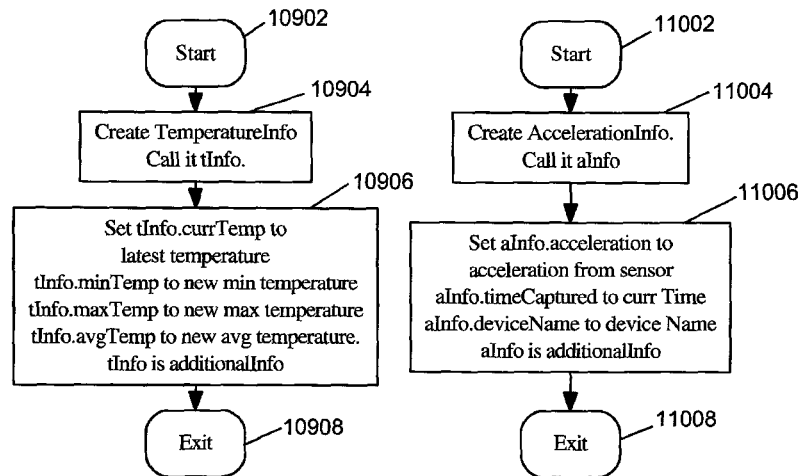 10902
Start
10904
Create TemperatureInfo
Call it tInfo.
10906
Set tInfo.currTemp to
latest temperature
tInfo.minTemp to new min temperature
tInfo.maxTemp to new max temperature
tInfo.avgTemp to new avg temperature.
tInfo is additionalInfo
Exit
10908
11002
Start
11004
Create AccelerationInfo.
Call it aInfo
11006
Set aInfo.acceleration to
acceleration from sensor
aInfo.timeCaptured to curr Time
aInfo.deviceName to device Name
aInfo is additionalInfo
Exit
11008